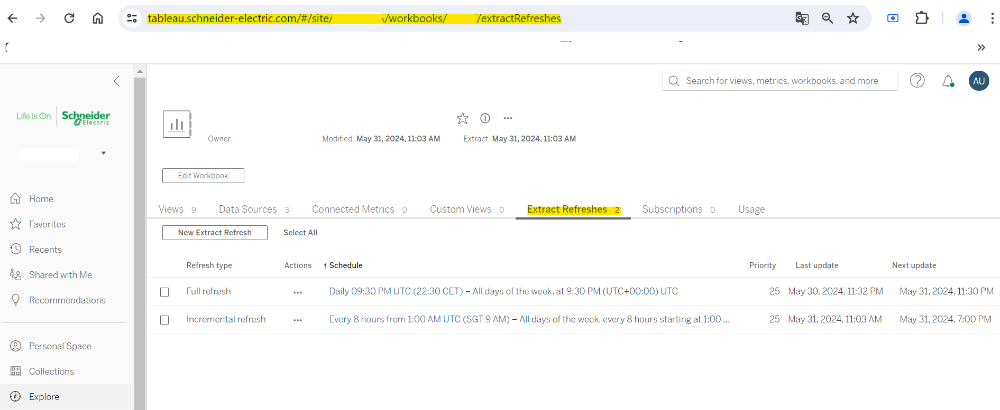 tableau.schneider-electric.com/#/site/ /workbooks/ /extractRefreshes
»
Search for views, metrics, workbooks, and more
AU
Life Is On
Schneider
Electric
Owner
Modified May 31, 2024, 11:03 AM
Extract May 31, 2024, 11:03 AM
Edit Workbook
Home
Favorites
Recents
Shared with Me
Recommendations
Personal Space
Collections
Explore
Views 9 Data Sources 3 Connected Metrics 0 Custom Views 0 Extract Refreshes 2 Subscriptions 0 Usage
New Extract Refresh Select All
Refresh type Actions ↑ Schedule Priority Last update Next update
Full refresh ••• Daily 09:30 PM UTC (22:30 CET) – All days of the week, at 9:30 PM (UTC+00:00) UTC 25 May 30, 2024, 11:32 PM May 31, 2024, 11:30 PM
Incremental refresh ••• Every 8 hours from 1:00 AM UTC (SGT 9 AM) – All days of the week, every 8 hours starting at 1:00 ... 25 May 31, 2024, 11:03 AM May 31, 2024, 7:00 PM